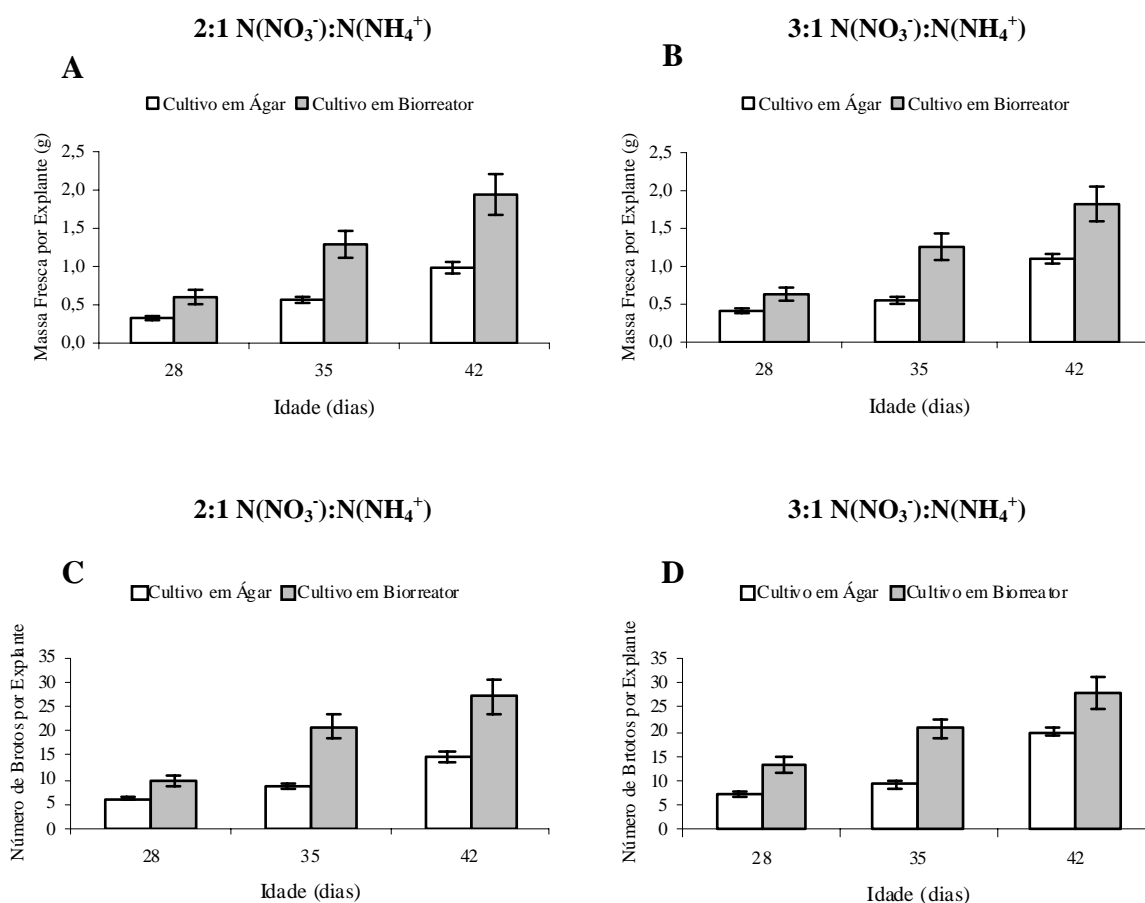 2:1 N(NO₃⁻):N(NH₄⁺)
A
Cultivo em Ágar Cultivo em Biorreator
Massa Fresca por Explante (g)
2,5
2,0
1,5
1,0
0,5
0,0
28 35 42
Idade (dias)
3:1 N(NO₃⁻):N(NH₄⁺)
B
Cultivo em Ágar Cultivo em Biorreator
Massa Fresca por Explante (g)
2,5
2,0
1,5
1,0
0,5
0,0
28 35 42
Idade (dias)
2:1 N(NO₃⁻):N(NH₄⁺)
C
Cultivo em Ágar Cultivo em Biorreator
Número de Brotos por Explante
35
30
25
20
15
10
5
0
28 35 42
Idade (dias)
3:1 N(NO₃⁻):N(NH₄⁺)
D
Cultivo em Ágar Cultivo em Biorreator
Número de Brtotos por Explante
35
30
25
20
15
10
5
0
28 35 42
Idade (dias)